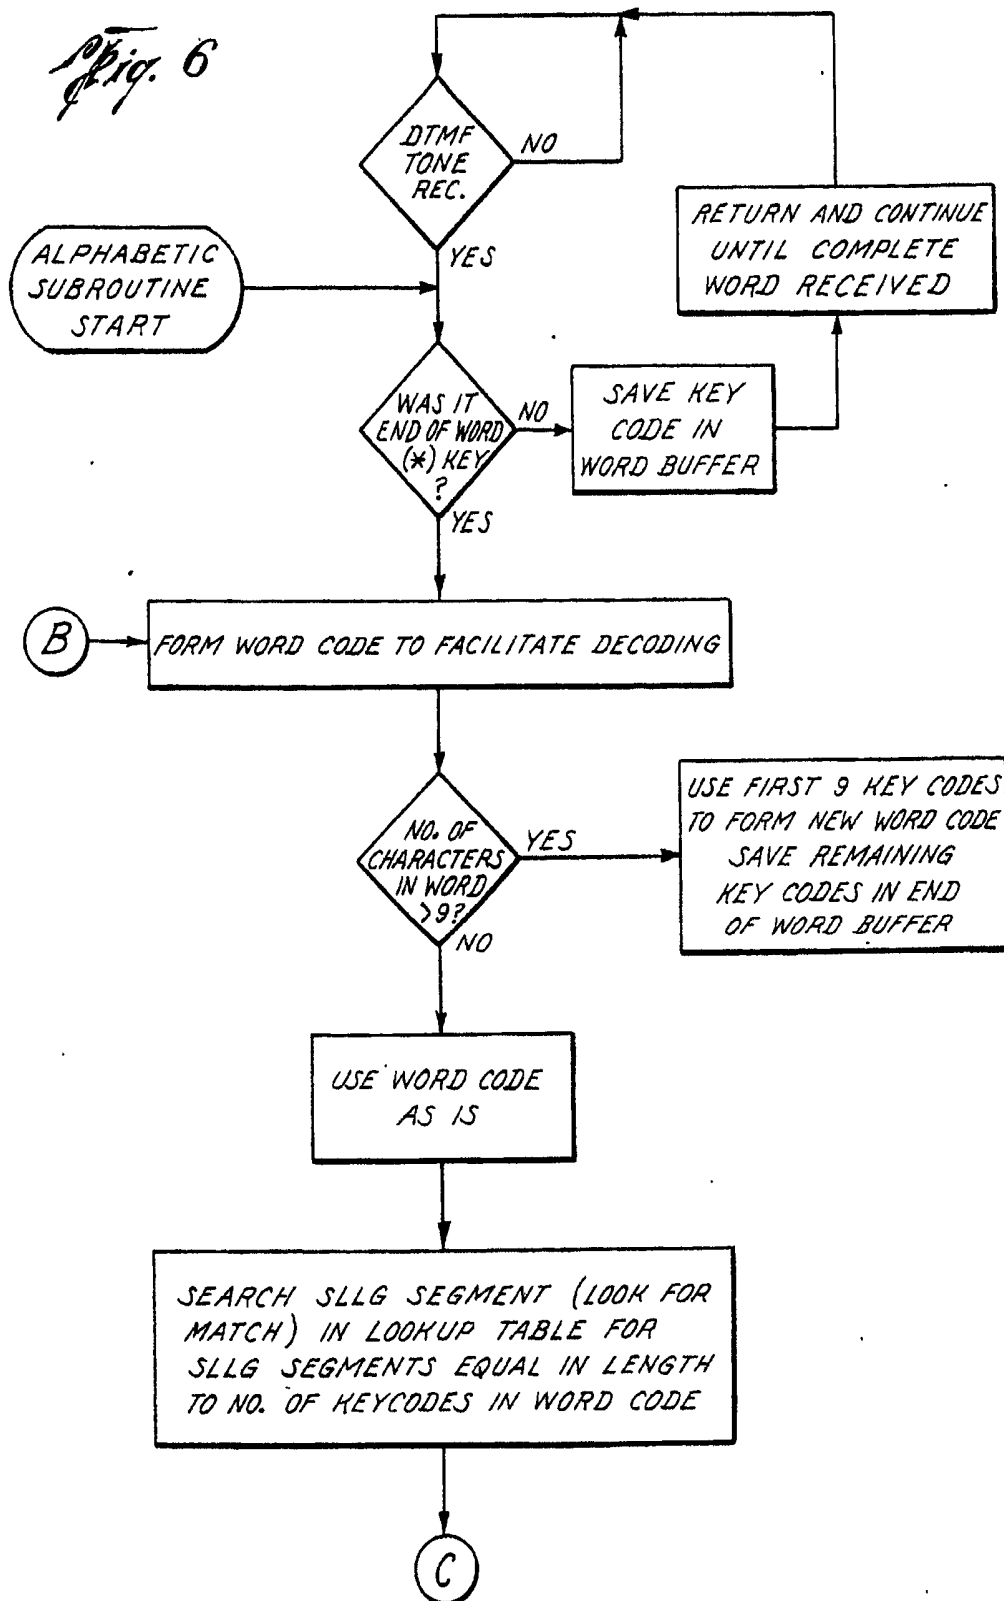 Fig. 6
DTMF
TONE
REC.
NO
YES
RETURN AND CONTINUE
UNTIL COMPLETE
WORD RECEIVED
ALPHABETIC
SUBROUTINE
START
WAS IT
END OF WORD
(*) KEY
?
NO
YES
SAVE KEY
CODE IN
WORD BUFFER
B
FORM WORD CODE TO FACILITATE DECODING
NO. OF
CHARACTERS
IN WORD
>9?
YES
NO
USE FIRST 9 KEY CODES
TO FORM NEW WORD CODE
SAVE REMAINING
KEY CODES IN END
OF WORD BUFFER
USE WORD CODE
AS IS
SEARCH SLLG SEGMENT (LOOK FOR
MATCH) IN LOOKUP TABLE FOR
SLLG SEGMENTS EQUAL IN LENGTH
TO NO. OF KEYCODES IN WORD CODE
C